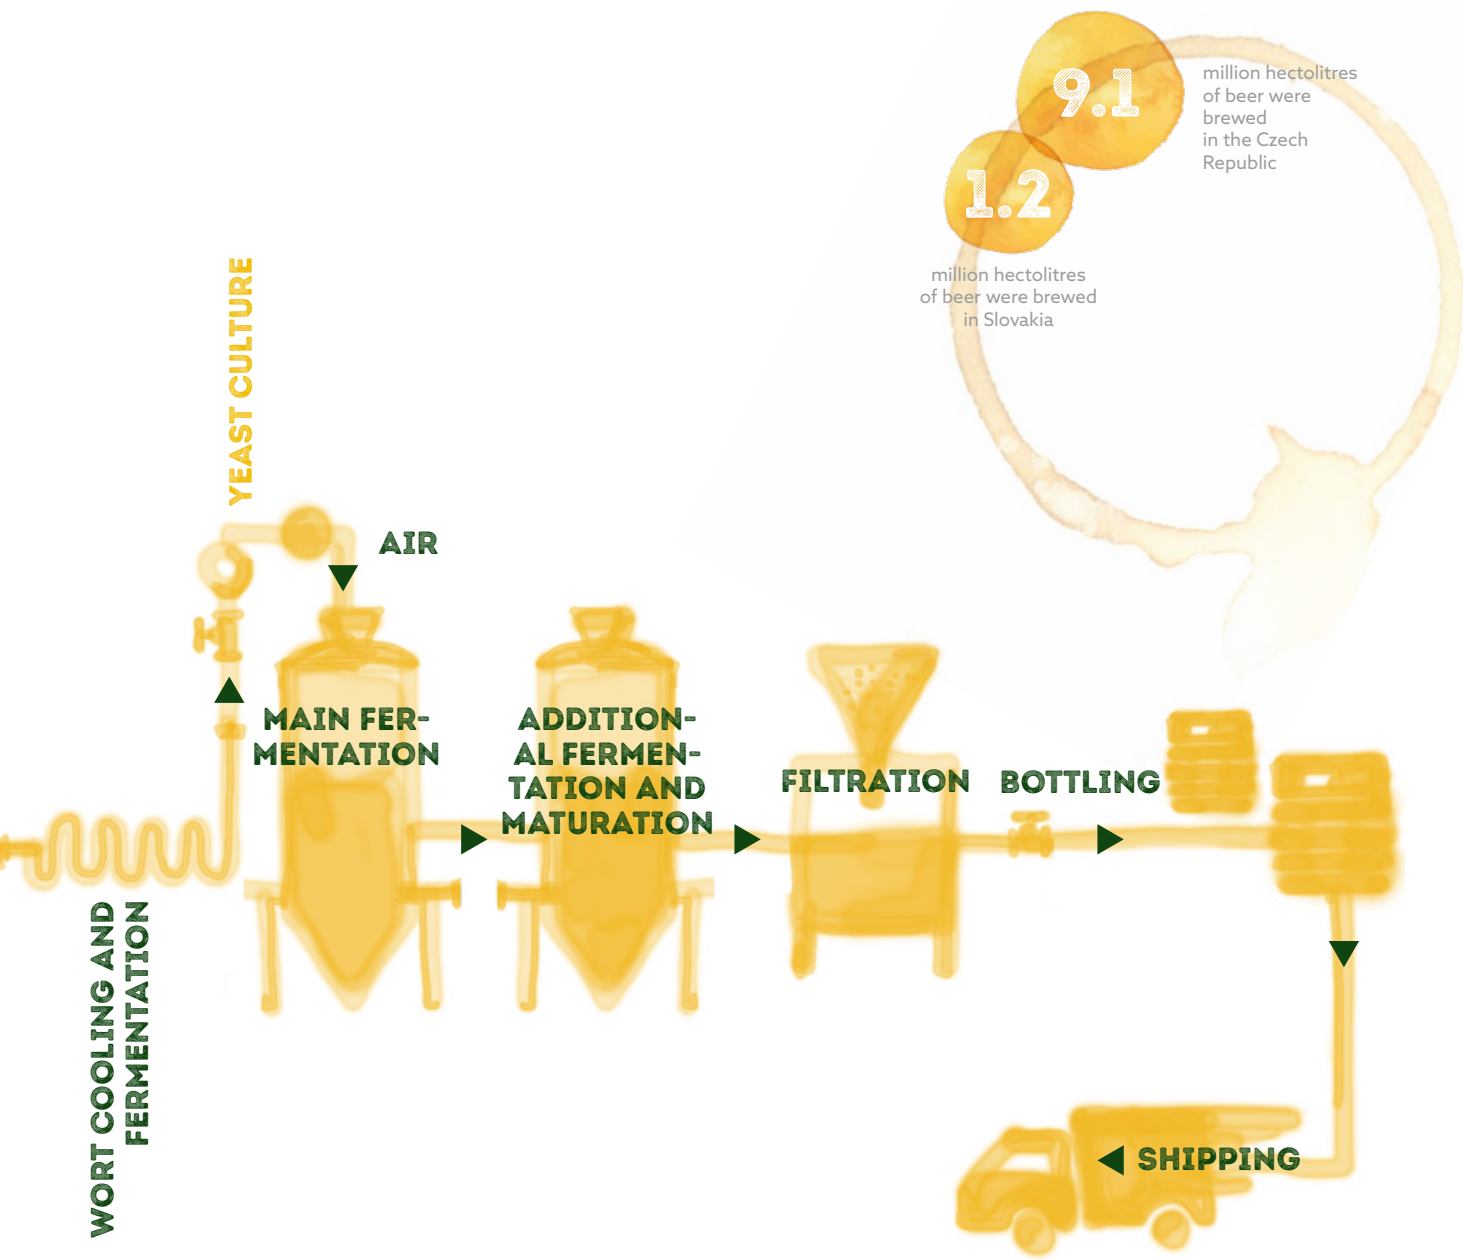 9.1
million hectolitres
of beer were
brewed
in the Czech
Republic
1.2
million hectolitres
of beer were brewed
in Slovakia
YEAST CULTURE
AIR
MAIN FER-
MENTATION
ADDITION-
AL FERMEN-
TATION AND
MATURATION
FILTRATION
BOTTLING
WORT COOLING AND
FERMENTATION
SHIPPING